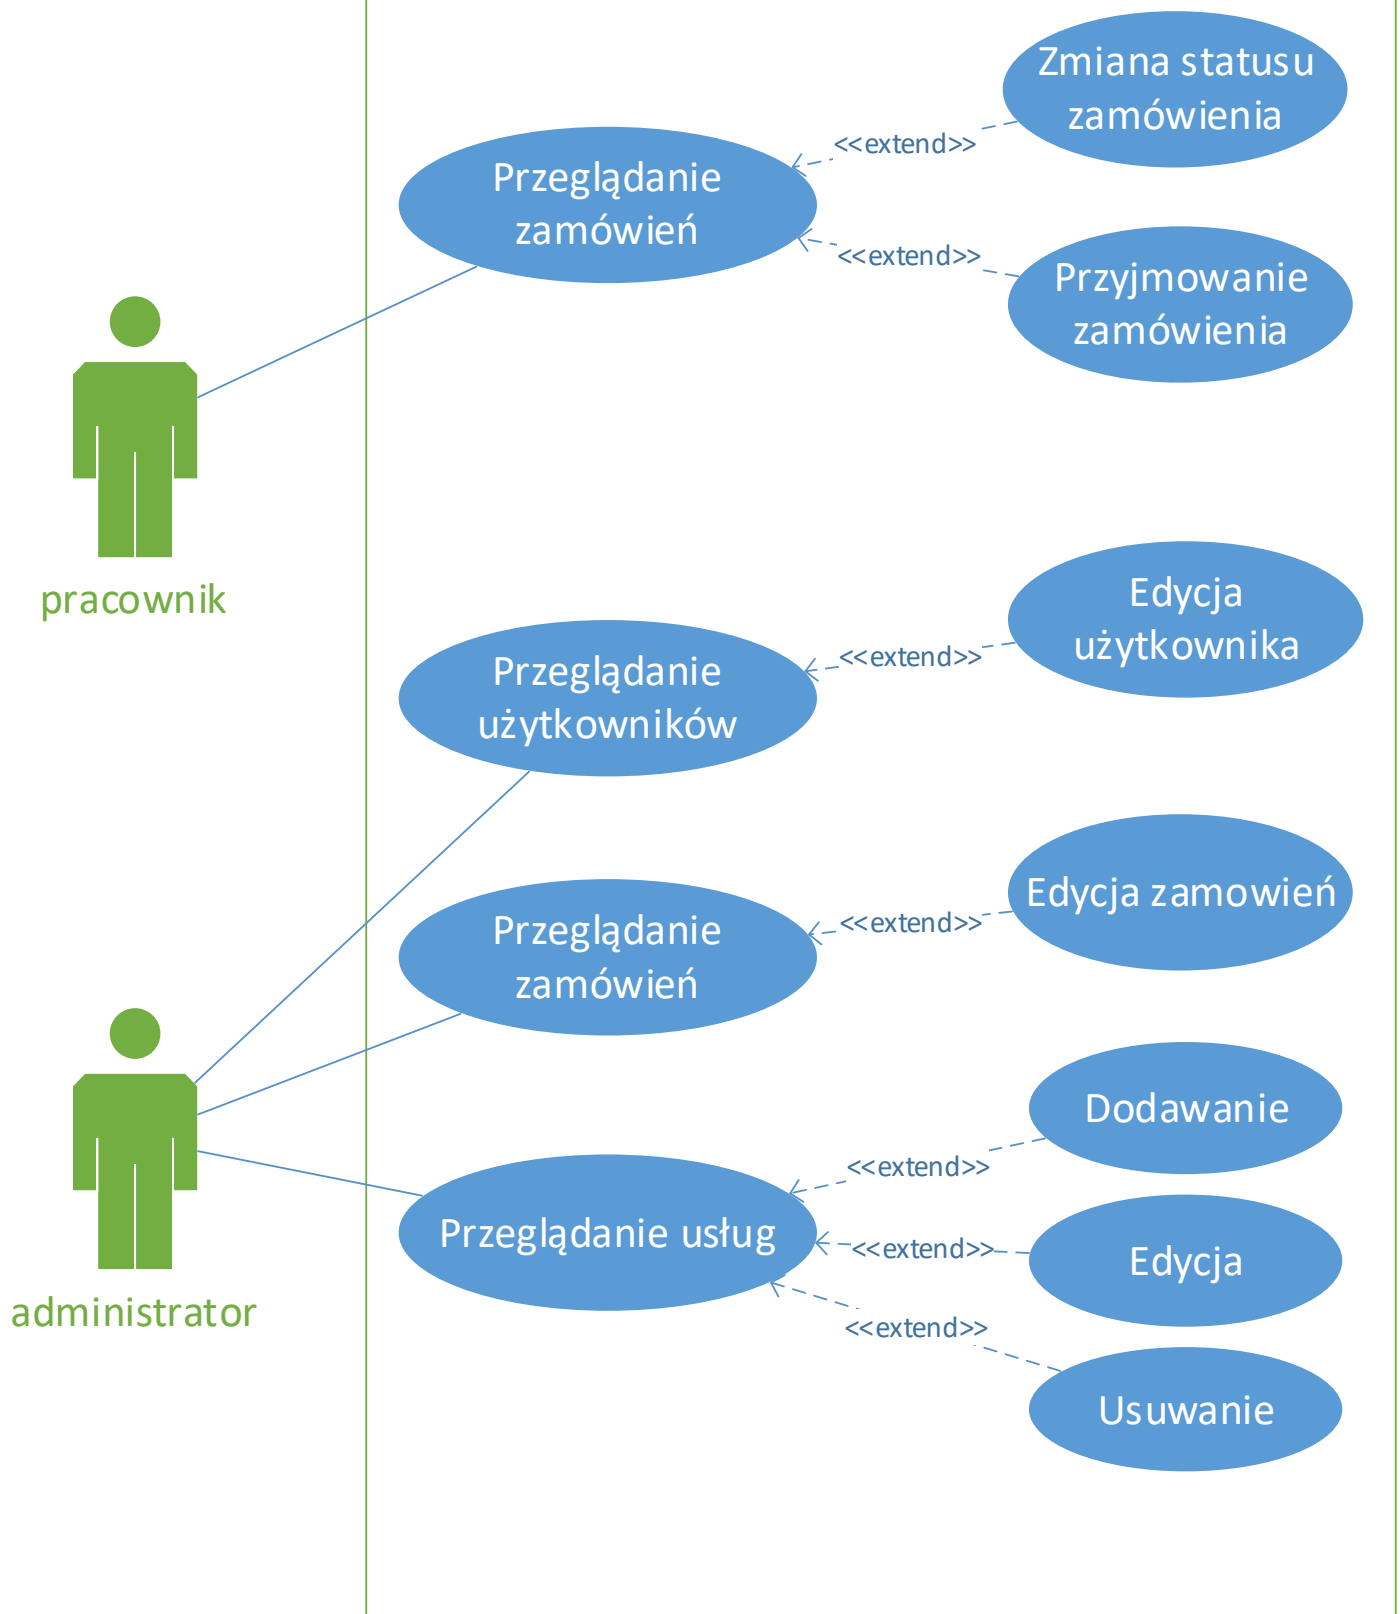 Zmiana statusu
zamówienia
<<extend>>
Przeglądanie
zamówień
<<extend>>
Przyjmowanie
zamówienia
pracownik
Edycja
użytkownika
<<extend>>
Przeglądanie
użytkowników
Edycja zamowień
<<extend>>
Przeglądanie
zamówień
Dodawanie
<<extend>>
Przeglądanie usług
<<extend>>
Edycja
administrator
<<extend>>
Usuwanie